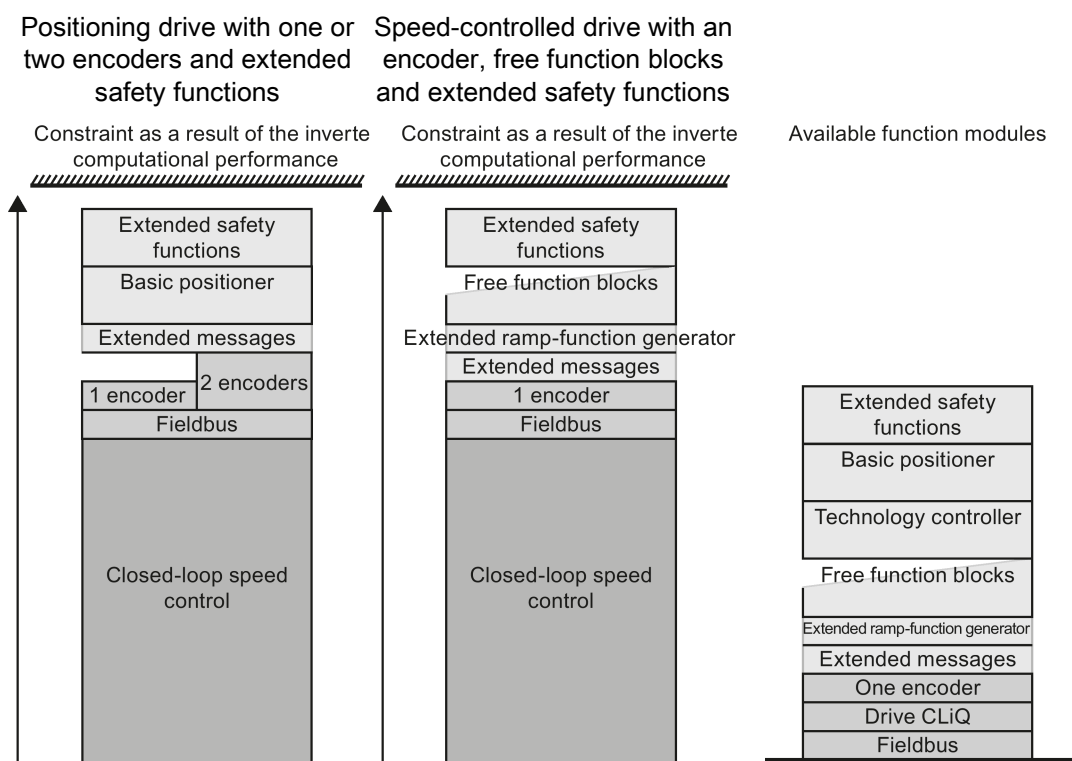 Positioning drive with one or
two encoders and extended
safety functions
Constraint as a result of the inverte
computational performance
Extended safety
functions
Basic positioner
Extended messages
1 encoder
2 encoders
Fieldbus
Closed-loop speed
control
Speed-controlled drive with an
encoder, free function blocks
and extended safety functions
Constraint as a result of the inverte
computational performance
Extended safety
functions
Free function blocks
Extended ramp-function generator
Extended messages
1 encoder
Fieldbus
Closed-loop speed
control
Available function modules
Extended safety
functions
Basic positioner
Technology controller
Free function blocks
Extended ramp-function generator
Extended messages
One encoder
Drive CLiQ
Fieldbus